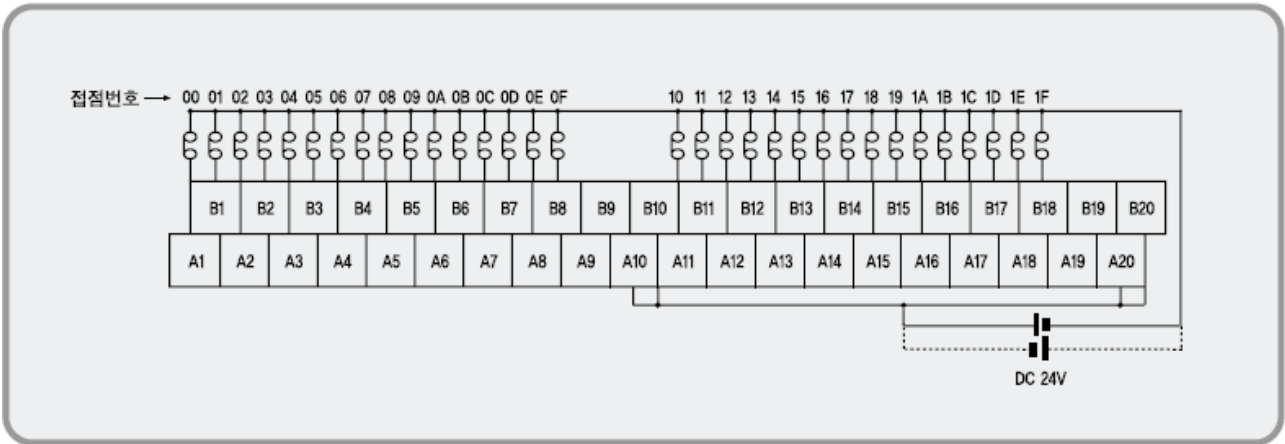 접점번호 → 00 01 02 03 04 05 06 07 08 09 0A 0B 0C 0D 0E 0F 10 11 12 13 14 15 16 17 18 19 1A 1B 1C 1D 1E 1F
B1 B2 B3 B4 B5 B6 B7 B8 B9 B10 B11 B12 B13 B14 B15 B16 B17 B18 B19 B20
A1 A2 A3 A4 A5 A6 A7 A8 A9 A10 A11 A12 A13 A14 A15 A16 A17 A18 A19 A20
DC 24V